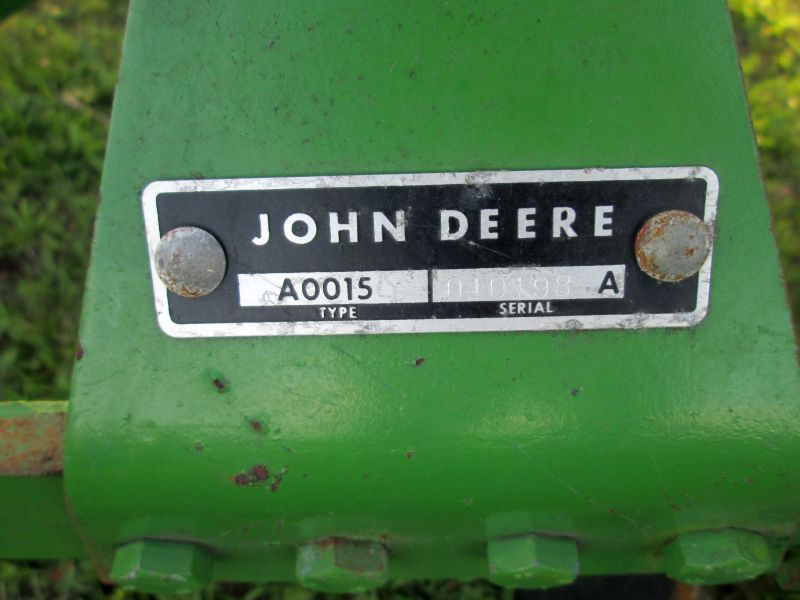 JOHN DEERE
A0015 A
TYPE SERIAL